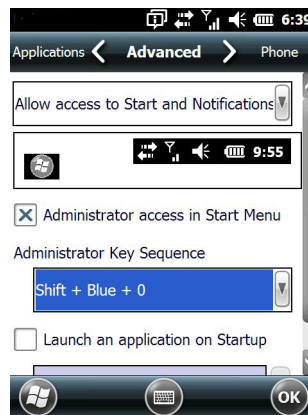 6:39
Applications Advanced Phone
Allow access to Start and Notifications
9:55
Administrator access in Start Menu
Administrator Key Sequence
Shift + Blue + 0
Launch an application on Startup
OK